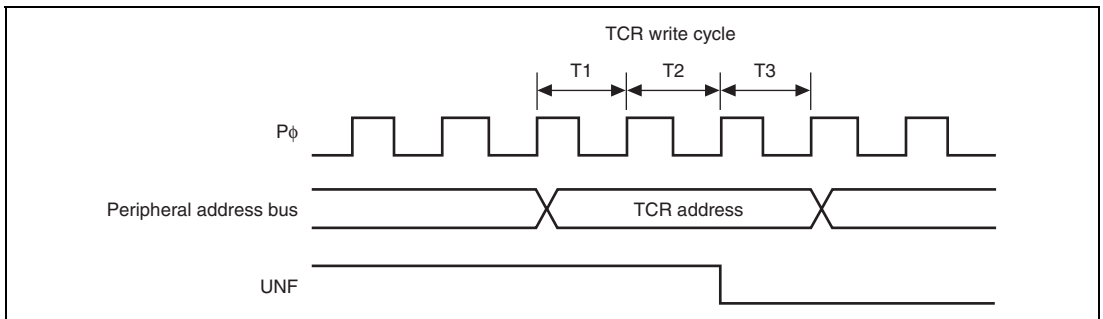 TCR write cycle
T1 T2 T3
Pϕ
Peripheral address bus
TCR address
UNF